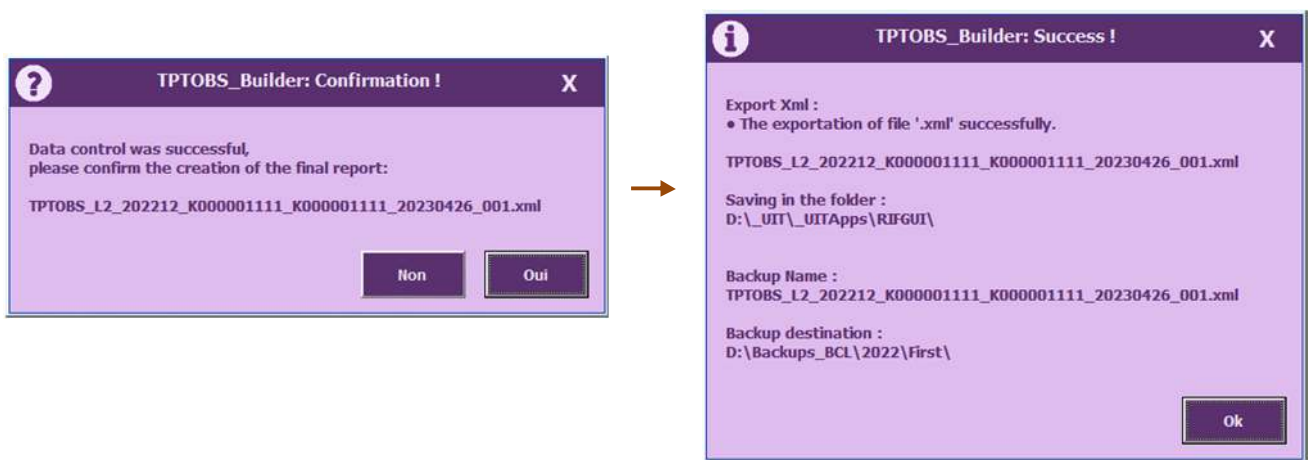 TPTOBS_Builder: Confirmation !
X
Data control was successful,
please confirm the creation of the final report:
TPTOBS_L2_202212_K000001111_K000001111_20230426_001.xml
Non
Oui
TPTOBS_Builder: Success !
X
Export Xml :
• The exportation of file '.xml' successfully.
TPTOBS_L2_202212_K000001111_K000001111_20230426_001.xml
Saving in the folder :
D:\_UIT\_UITApps\RIFGUI\
Backup Name :
TPTOBS_L2_202212_K000001111_K000001111_20230426_001.xml
Backup destination :
D:\Backups_BCL\2022\First\
Ok